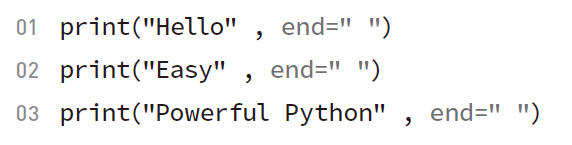 01 print("Hello" , end=" ")
02 print("Easy" , end=" ")
03 print("Powerful Python" , end=" ")